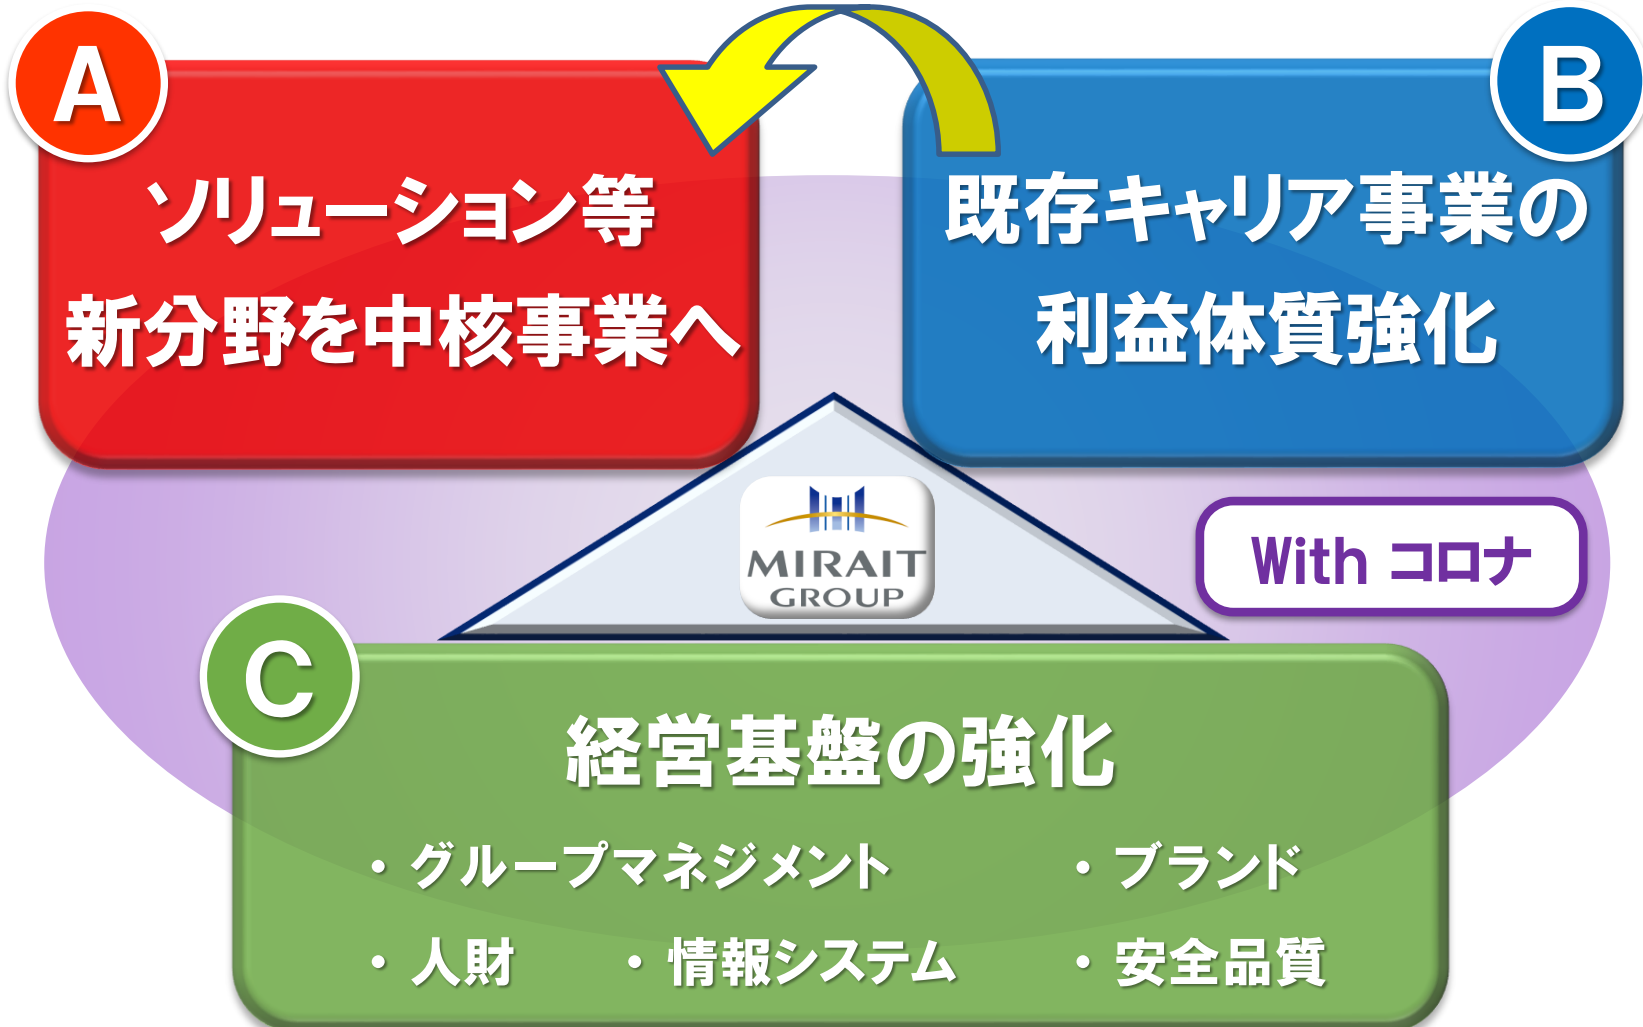 A
ソリューション等
新分野を中核事業へ
B
既存キャリア事業の
利益体質強化
MIRAIT
GROUP
With コロナ
C
経営基盤の強化
・グループマネジメント ・ブランド
・人財 ・情報システム ・安全品質